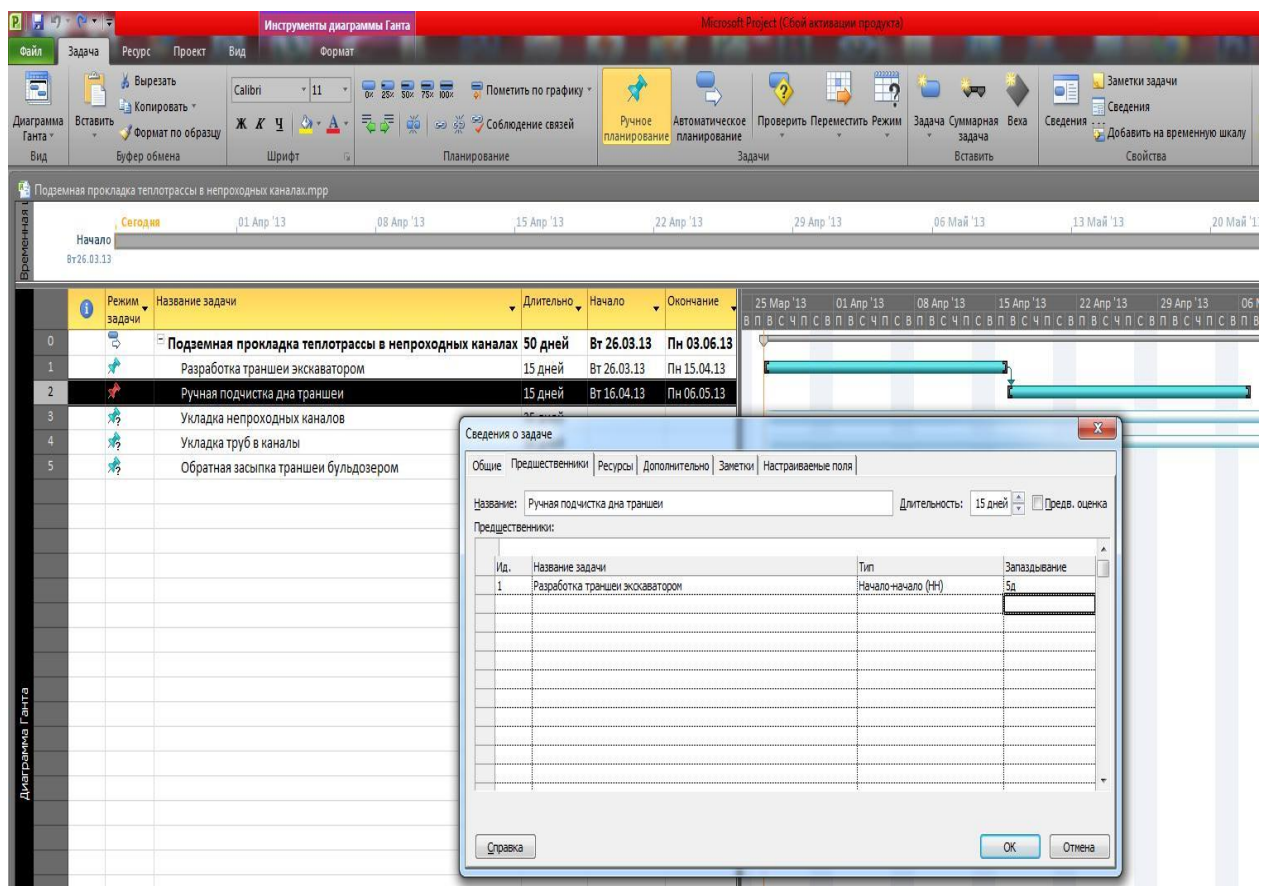 Инструменты диаграммы Ганта
Microsoft Project (Сбой активации продукта)
Файл Задача Ресурс Проект Вид Формат
Диаграмма Ганта
Вид
Вставить
Вырезать
Копировать
Формат по образцу
Буфер обмена
Calibri 11
Ж К Ч А
Шрифт
0× 25× 50× 75× 100×
Пометить по графику
Соблюдение связей
Планирование
Ручное планирование
Автоматическое планирование
Проверить Переместить Режим
Задачи
Задача Суммарная задача Веха
Вставить
Сведения
Заметки задачи
Сведения
Добавить на временную шкалу
Свойства
Подземная прокладка теплотрассы в непроходных каналах.mpp
Сегодня 01 Апр '13 08 Апр '13 15 Апр '13 22 Апр '13 29 Апр '13 06 Май '13 13 Май '13 20 Май
Начало
Вт 26.03.13
Режим задачи Название задачи Длительно Начало Окончание
25 Мар '13 01 Апр '13 08 Апр '13 15 Апр '13 22 Апр '13 29 Апр '13 06
В П В С Ч П С В П В С Ч П С В П В С Ч П С В П В С Ч П С В П В С Ч П С В П В С Ч П С В П В
0 Подземная прокладка теплотрассы в непроходных каналах 50 дней Вт 26.03.13 Пн 03.06.13
1 Разработка траншеи экскаватором 15 дней Вт 26.03.13 Пн 15.04.13
2 Ручная подчистка дна траншеи 15 дней Вт 16.04.13 Пн 06.05.13
3 Укладка непроходных каналов
4 Укладка труб в каналы
5 Обратная засыпка траншеи бульдозером
Диаграмма Ганта
Сведения о задаче
Общие Предшественники Ресурсы Дополнительно Заметки Настраиваемые поля
Название: Ручная подчистка дна траншеи Длительность: 15 дней Предв. оценка
Предшественники:
Ид. Название задачи Тип Запаздывание
1 Разработка траншеи экскаватором Начало-начало (НН) 5д
Справка ОК Отмена